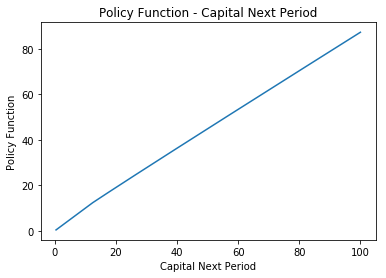 Policy Function - Capital Next Period
Policy Function
80
60
40
20
0
0 20 40 60 80 100
Capital Next Period